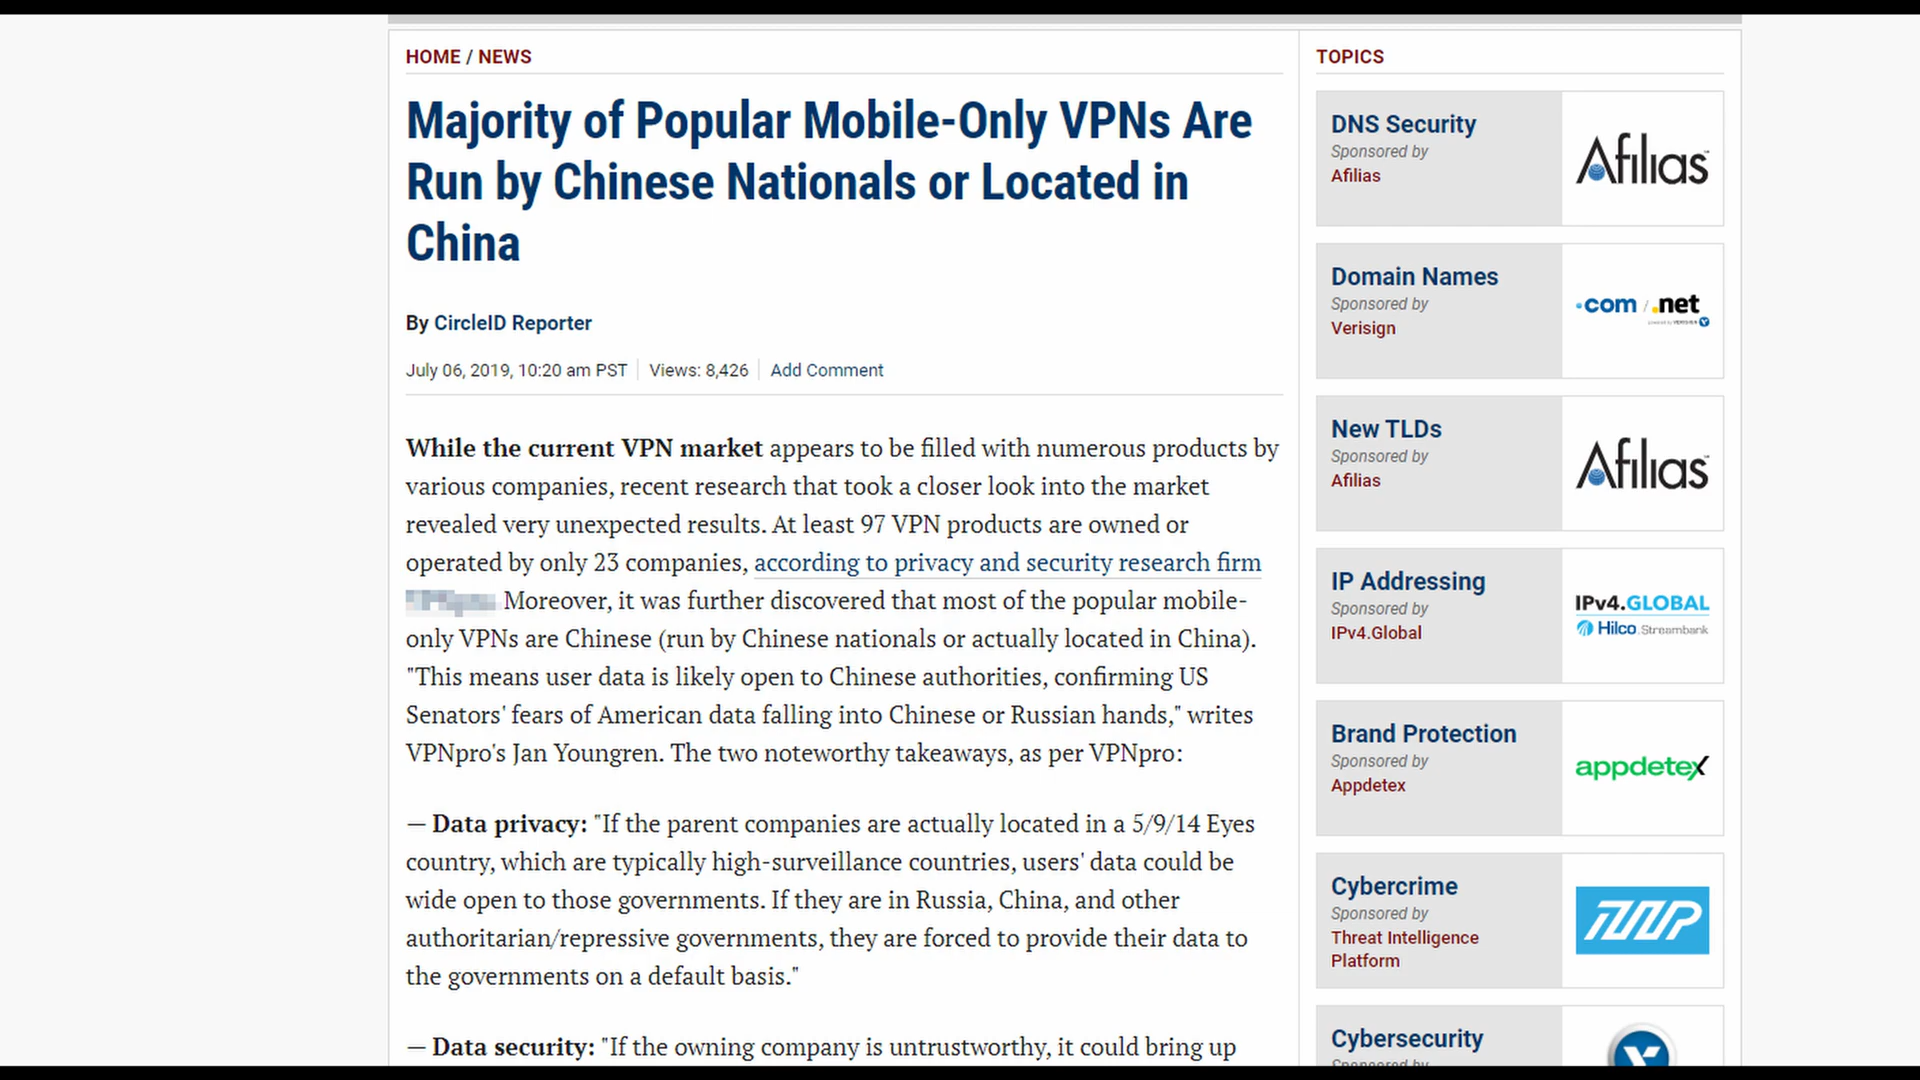 HOME / NEWS
Majority of Popular Mobile-Only VPNs Are
Run by Chinese Nationals or Located in
China
By CircleID Reporter
July 06, 2019, 10:20 am PST Views: 8,426 Add Comment
While the current VPN market appears to be filled with numerous products by
various companies, recent research that took a closer look into the market
revealed very unexpected results. At least 97 VPN products are owned or
operated by only 23 companies, according to privacy and security research firm
Moreover, it was further discovered that most of the popular mobile-
only VPNs are Chinese (run by Chinese nationals or actually located in China).
"This means user data is likely open to Chinese authorities, confirming US
Senators' fears of American data falling into Chinese or Russian hands," writes
VPNpro's Jan Youngren. The two noteworthy takeaways, as per VPNpro:
— Data privacy: "If the parent companies are actually located in a 5/9/14 Eyes
country, which are typically high-surveillance countries, users' data could be
wide open to those governments. If they are in Russia, China, and other
authoritarian/repressive governments, they are forced to provide their data to
the governments on a default basis."
— Data security: "If the owning company is untrustworthy, it could bring up
TOPICS
DNS Security
Sponsored by
Afilias
Afilias
Domain Names
Sponsored by
Verisign
.com / .net
powered by VERISIGN
New TLDs
Sponsored by
Afilias
Afilias
IP Addressing
Sponsored by
IPv4.Global
IPv4.GLOBAL
Hilco Streambank
Brand Protection
Sponsored by
Appdetex
appdetex
Cybercrime
Sponsored by
Threat Intelligence
Platform
Cybersecurity
Sponsored by